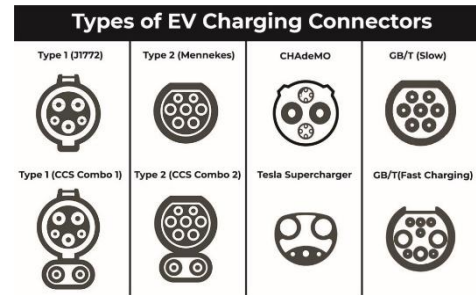 Types of EV Charging Connectors
Type 1 (J1772)
Type 2 (Mennekes)
CHAdeMO
GB/T (Slow)
Type 1 (CCS Combo 1)
Type 2 (CCS Combo 2)
Tesla Supercharger
GB/T(Fast Charging)